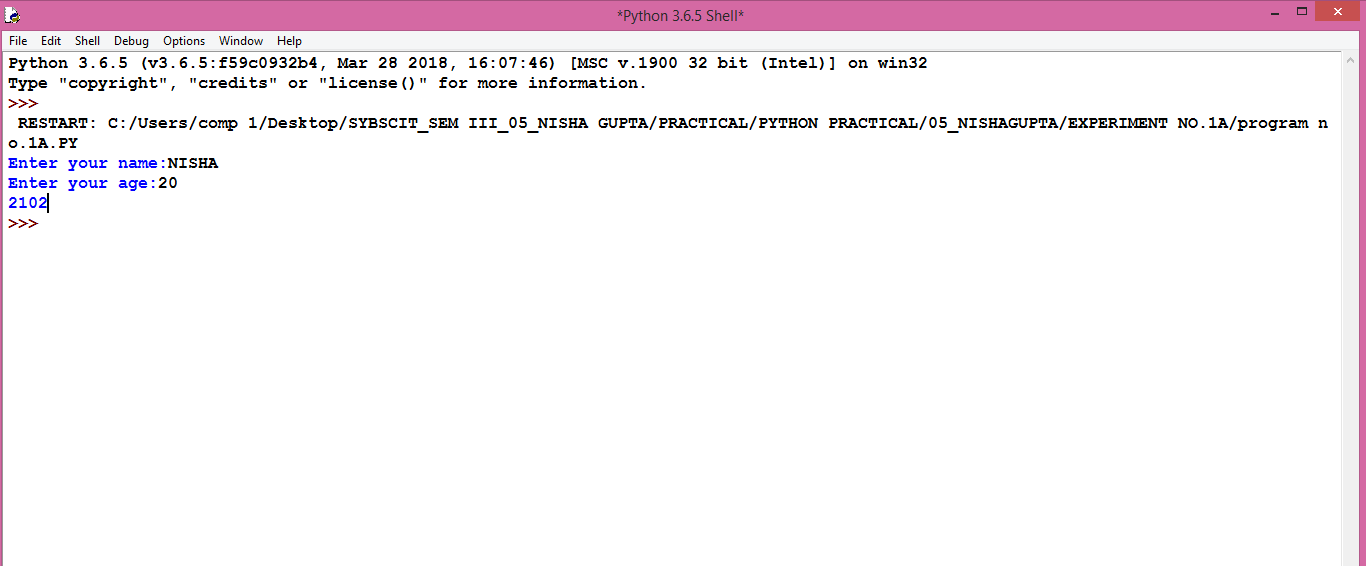 *Python 3.6.5 Shell*
File Edit Shell Debug Options Window Help
Python 3.6.5 (v3.6.5:f59c0932b4, Mar 28 2018, 16:07:46) [MSC v.1900 32 bit (Intel)] on win32
Type "copyright", "credits" or "license()" for more information.
>>>
 RESTART: C:/Users/comp 1/Desktop/SYBSCIT_SEM III_05_NISHA GUPTA/PRACTICAL/PYTHON PRACTICAL/05_NISHAGUPTA/EXPERIMENT NO.1A/program n
o.1A.PY
Enter your name:NISHA
Enter your age:20
2102
>>>